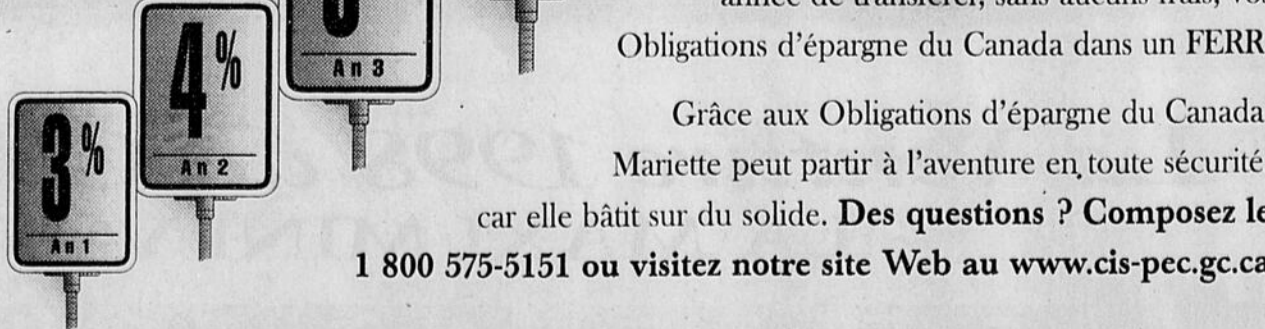 Obligations d'épargne du Canada dans un FERR
Grâce aux Obligations d'épargne du Canada
Mariette peut partir à l'aventure en toute sécurité
car elle bâtit sur du solide. Des questions ? Composez le
1 800 575-5151 ou visitez notre site Web au www.cis-pec.gc.ca
An 3
4%
An 2
3%
An 1